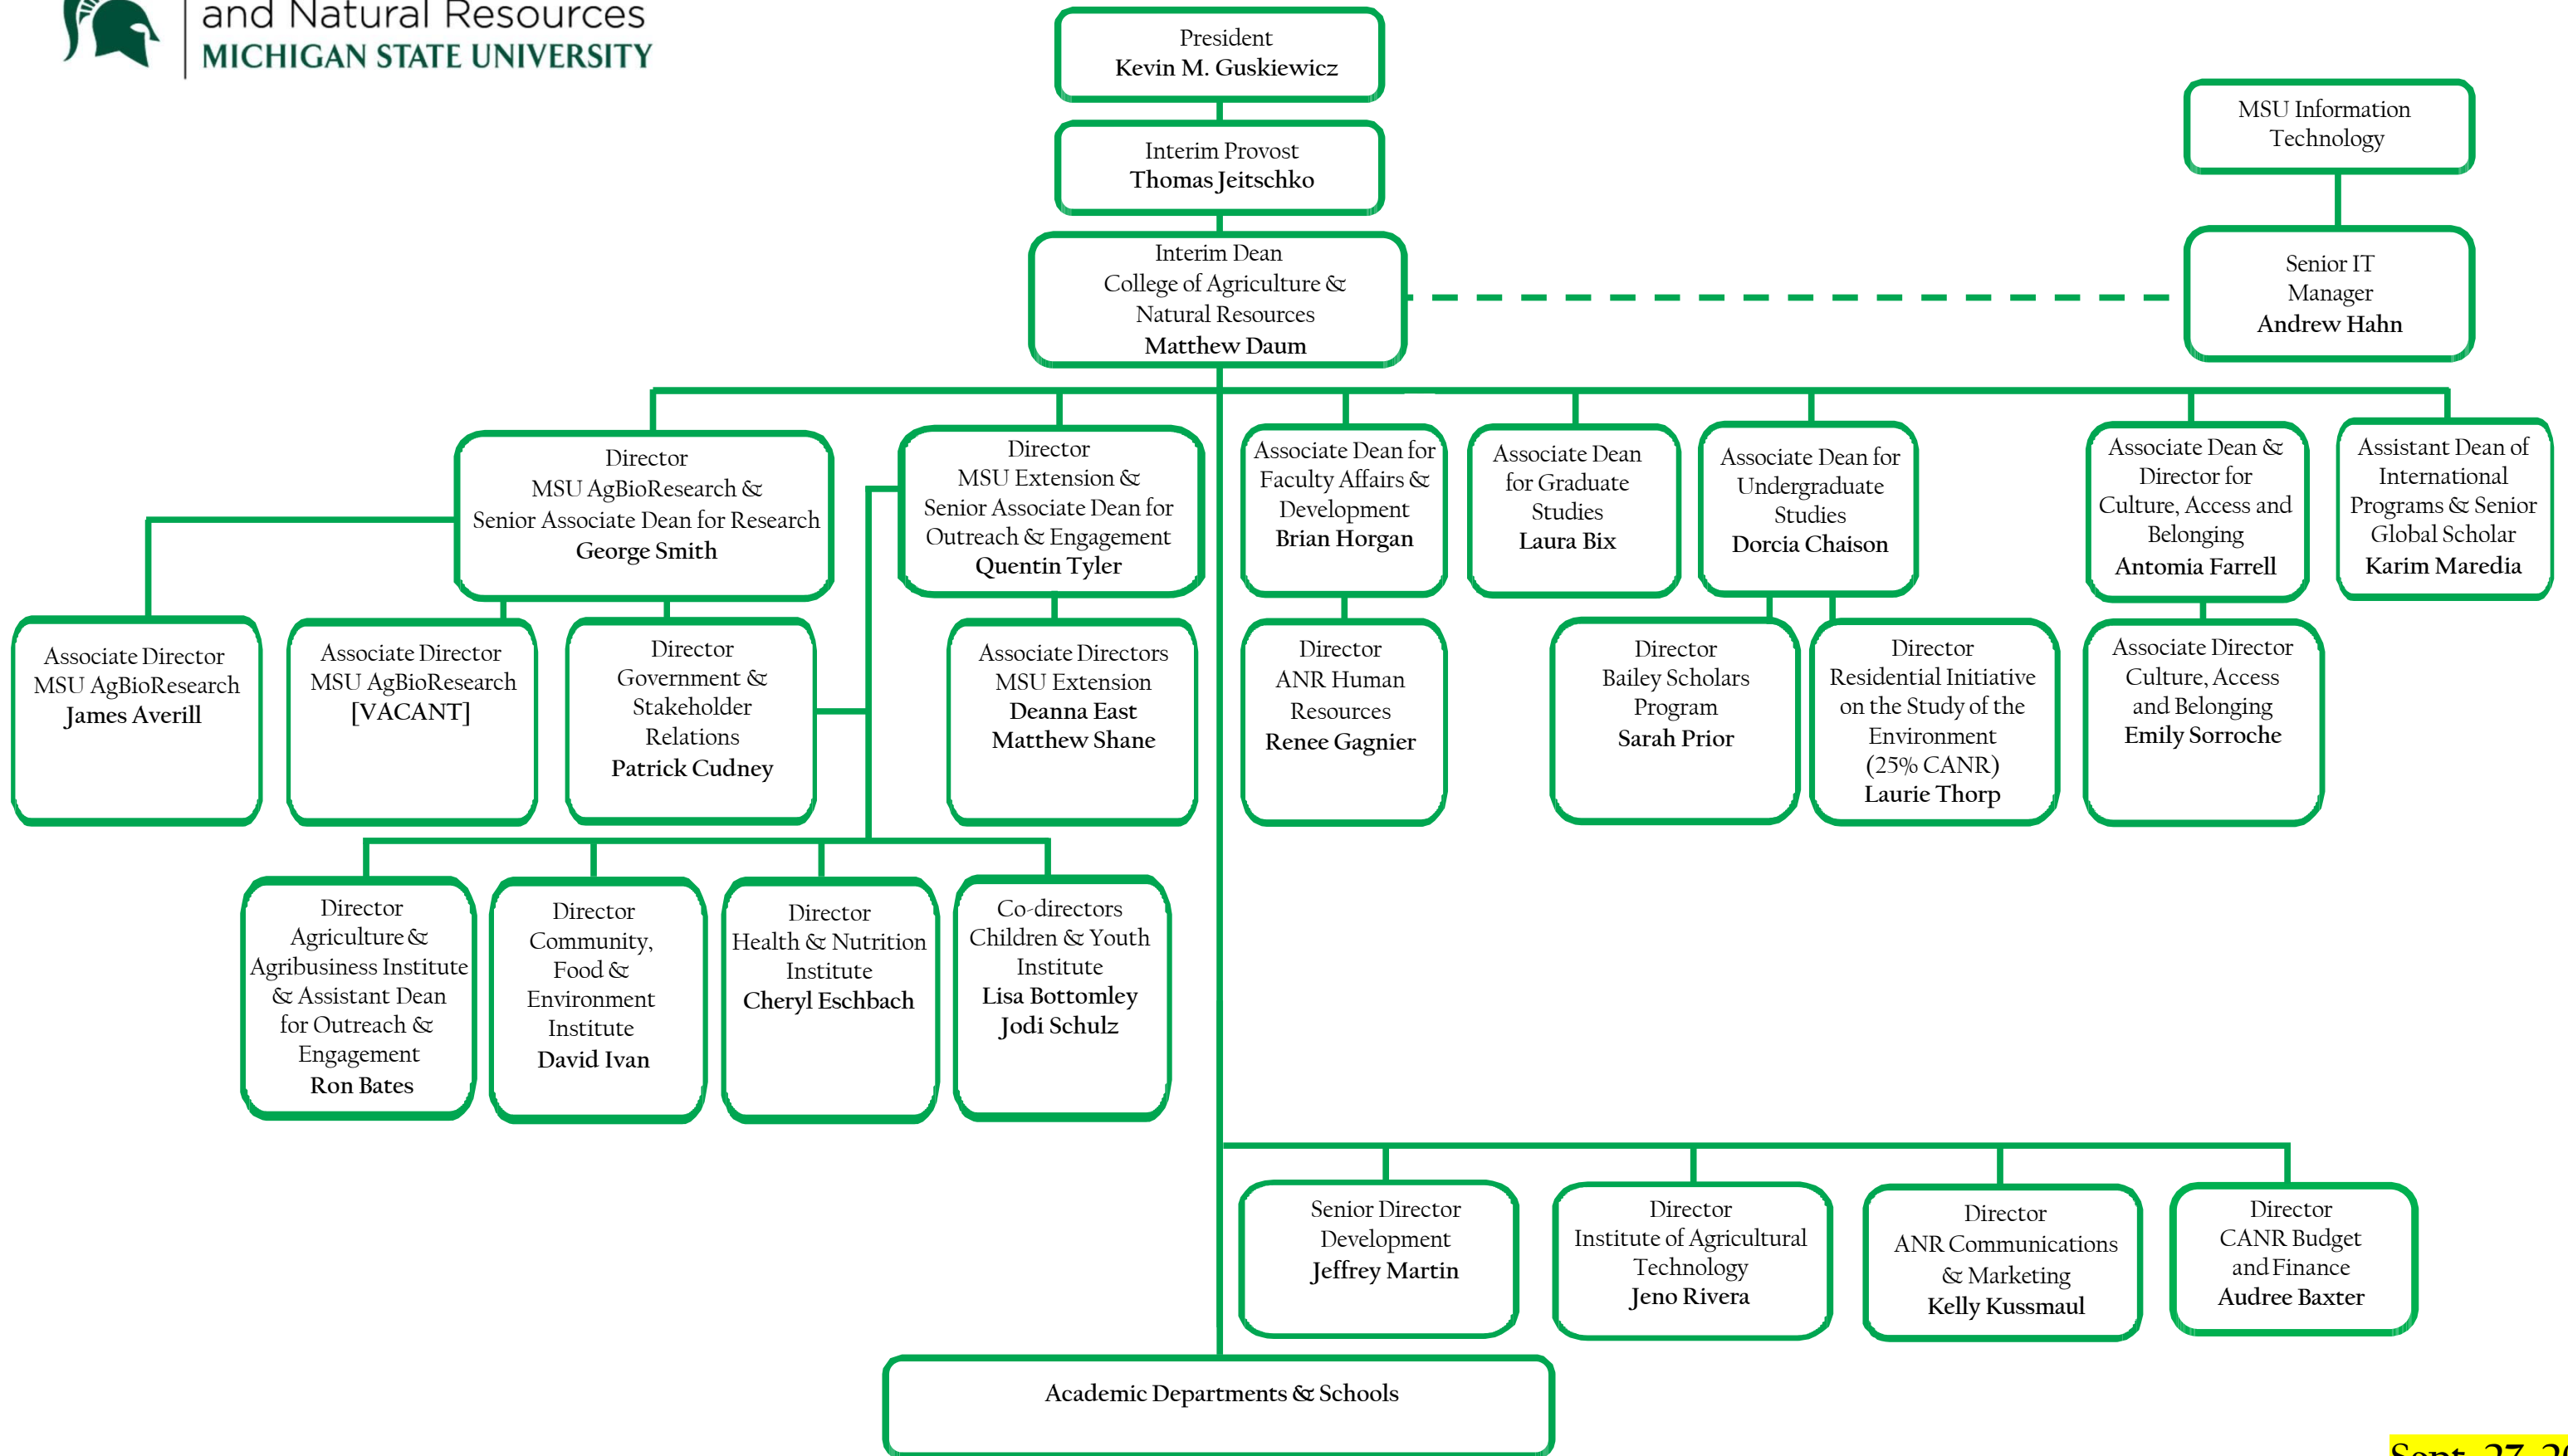 and Natural Resources
MICHIGAN STATE UNIVERSITY
President
Kevin M. Guskiewicz
Interim Provost
Thomas Jeitschko
MSU Information
Technology
Interim Dean
College of Agriculture &
Natural Resources
Matthew Daum
Senior IT
Manager
Andrew Hahn
Director
MSU AgBioResearch &
Senior Associate Dean for Research
George Smith
Director
MSU Extension &
Senior Associate Dean for
Outreach & Engagement
Quentin Tyler
Associate Dean for
Faculty Affairs &
Development
Brian Horgan
Associate Dean
for Graduate
Studies
Laura Bix
Associate Dean for
Undergraduate
Studies
Dorcia Chaison
Associate Dean &
Director for
Culture, Access and
Belonging
Antomia Farrell
Assistant Dean of
International
Programs & Senior
Global Scholar
Karim Maredia
Associate Director
MSU AgBioResearch
James Averill
Associate Director
MSU AgBioResearch
[VACANT]
Director
Government &
Stakeholder
Relations
Patrick Cudney
Associate Directors
MSU Extension
Deanna East
Matthew Shane
Director
ANR Human
Resources
Renee Gagnier
Director
Bailey Scholars
Program
Sarah Prior
Director
Residential Initiative
on the Study of the
Environment
(25% CANR)
Laurie Thorp
Associate Director
Culture, Access
and Belonging
Emily Sorroche
Director
Agriculture &
Agribusiness Institute
& Assistant Dean
for Outreach &
Engagement
Ron Bates
Director
Community,
Food &
Environment
Institute
David Ivan
Director
Health & Nutrition
Institute
Cheryl Eschbach
Co-directors
Children & Youth
Institute
Lisa Bottomley
Jodi Schulz
Senior Director
Development
Jeffrey Martin
Director
Institute of Agricultural
Technology
Jeno Rivera
Director
ANR Communications
& Marketing
Kelly Kussmaul
Director
CANR Budget
and Finance
Audree Baxter
Academic Departments & Schools
Sept. 27, 2